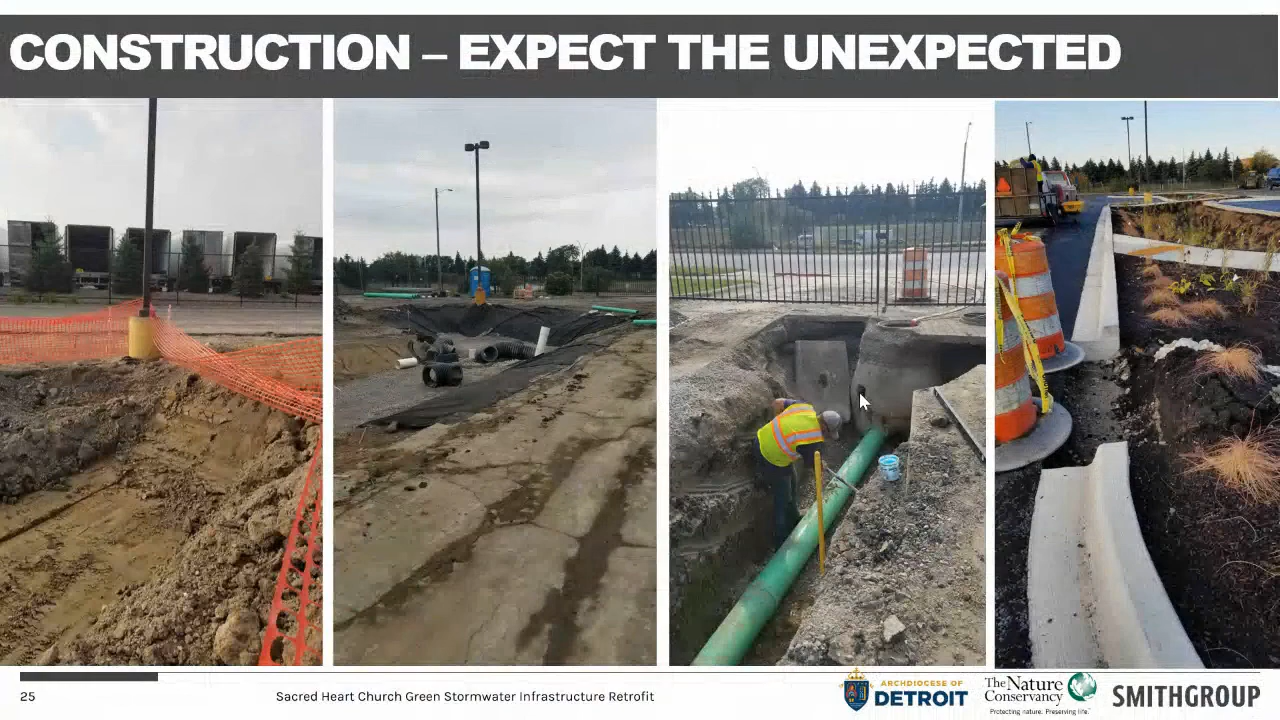 CONSTRUCTION – EXPECT THE UNEXPECTED
25
Sacred Heart Church Green Stormwater Infrastructure Retrofit
ARCHDIOCESE OF
DETROIT
The Nature
Conservancy
Protecting nature. Preserving life.
SMITHGROUP